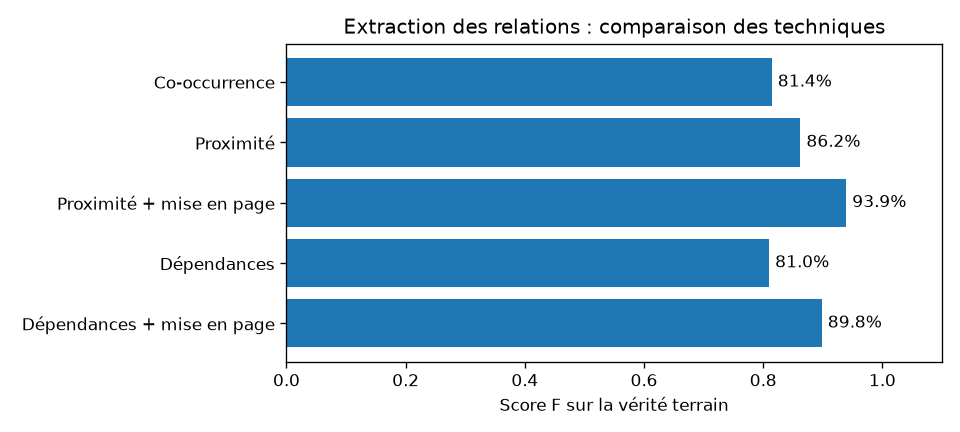 Extraction des relations : comparaison des techniques
Co-occurrence 81.4%
Proximité 86.2%
Proximité + mise en page 93.9%
Dépendances 81.0%
Dépendances + mise en page 89.8%
0.0 0.2 0.4 0.6 0.8 1.0
Score F sur la vérité terrain